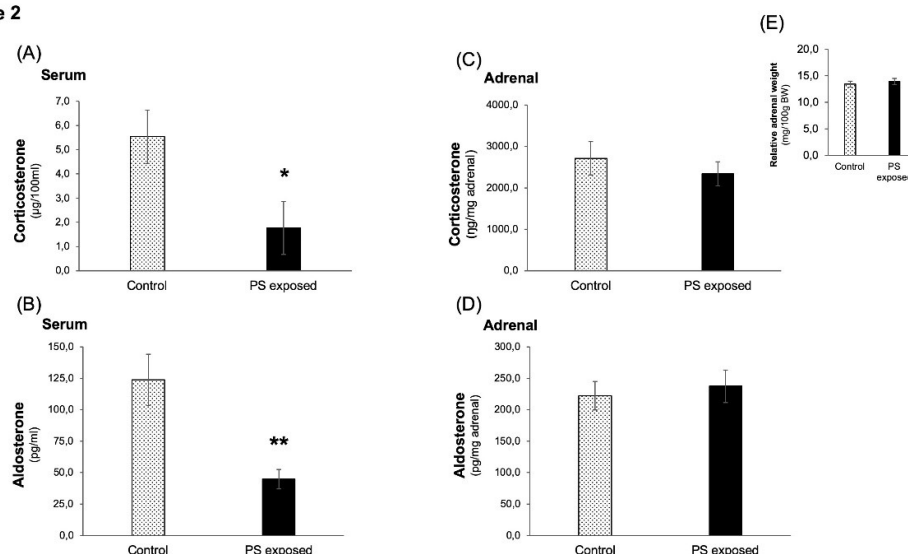 e 2
(A)
Serum
Corticosterone
(µg/100ml)
7,0
6,0
5,0
4,0
3,0
2,0
1,0
0,0
*
Control
PS exposed
(B)
Serum
Aldosterone
(pg/ml)
150,0
125,0
100,0
75,0
50,0
25,0
0,0
**
Control
PS exposed
(C)
Adrenal
Corticosterone
(ηg/mg adrenal)
4000,0
3000,0
2000,0
1000,0
0,0
Control
PS exposed
(D)
Adrenal
Aldosterone
(pg/mg adrenal)
300,0
250,0
200,0
150,0
100,0
50,0
0,0
Control
PS exposed
(E)
Relative adrenal weight
(mg/100g BW)
20,0
15,0
10,0
5,0
0,0
Control
PS
exposed